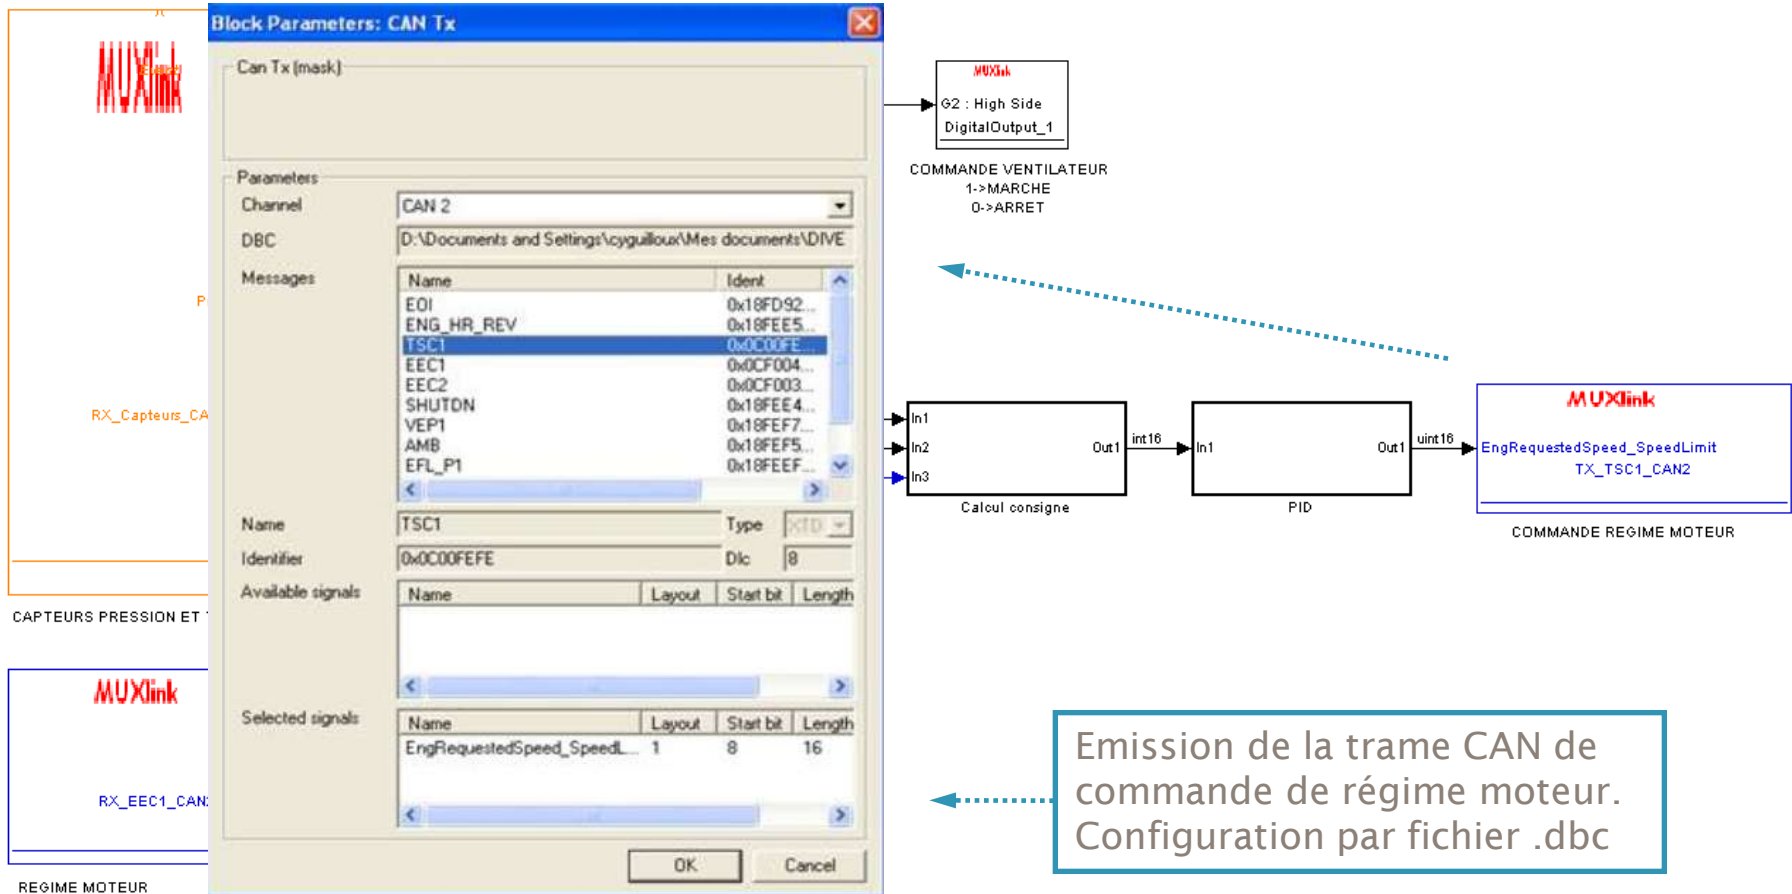 MUXlink
RX_Capteurs_CA
CAPTEURS PRESSION ET
MUXlink
RX_EEC1_CAN
REGIME MOTEUR
Block Parameters: CAN Tx
Can Tx (mask)
Parameters
Channel CAN 2
DBC D:\Documents and Settings\cyguilloux\Mes documents\DIVE
Messages Name Ident
EOI 0x18FD92...
ENG_HR_REV 0x18FEE5...
TSC1 0x0C00FE...
EEC1 0x0CF004...
EEC2 0x0CF003...
SHUTDN 0x18FEE4...
VEP1 0x18FEF7...
AMB 0x18FEF5...
EFL_P1 0x18FEEF...
Name TSC1 Type XTD
Identifier 0x0C00FEFE Dlc 8
Available signals Name Layout Start bit Length
Selected signals Name Layout Start bit Length
EngRequestedSpeed_SpeedL... 1 8 16
OK Cancel
MUXlink
G2 : High Side
DigitalOutput_1
COMMANDE VENTILATEUR
1->MARCHE
0->ARRET
In1
In2
In3
Out1
Calcul consigne
int16
In1
Out1
PID
uint16
MUXlink
EngRequestedSpeed_SpeedLimit
TX_TSC1_CAN2
COMMANDE REGIME MOTEUR
Emission de la trame CAN de
commande de régime moteur.
Configuration par fichier .dbc